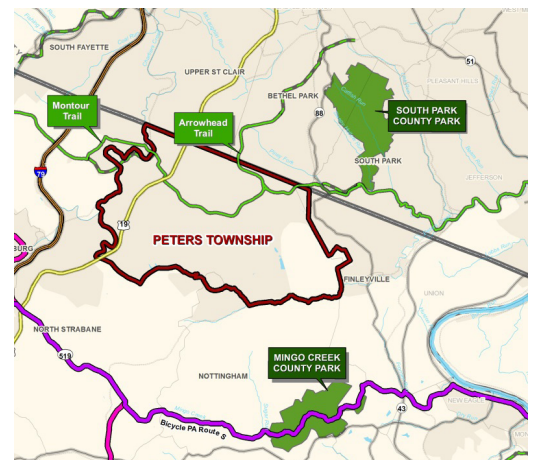 SOUTH FAYETTE
UPPER ST CLAIR
51
PLEASANT HILLS
BETHEL PARK
Montour
Trail
Arrowhead
Trail
88
SOUTH PARK
COUNTY PARK
SOUTH PARK
JEFFERSON
79
19
PETERS TOWNSHIP
BURG
FINLEYVILLE
UNION
NORTH STRABANE
519
NOTTINGHAM
MINGO CREEK
COUNTY PARK
43
NEW EAGLE
Bicycle PA Route S